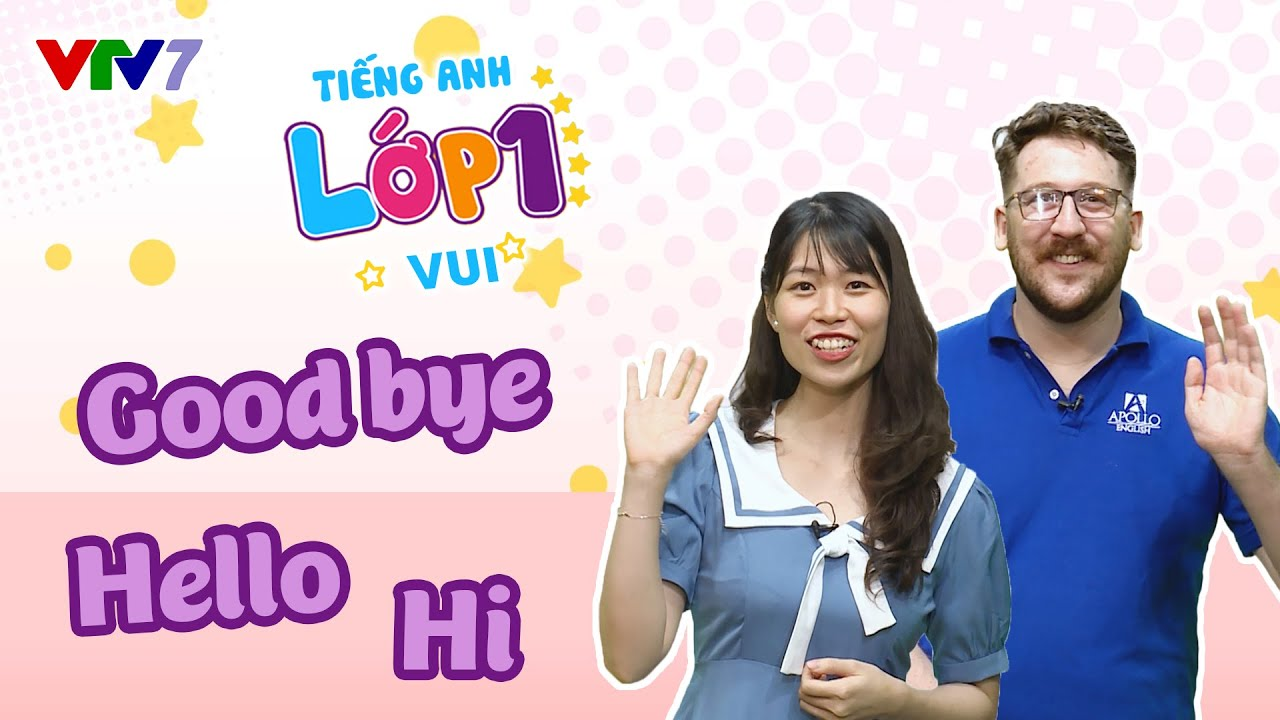 VTV7
TIẾNG ANH
LỚP1
VUI
Good bye
Hello
Hi
APOLLO
ENGLISH